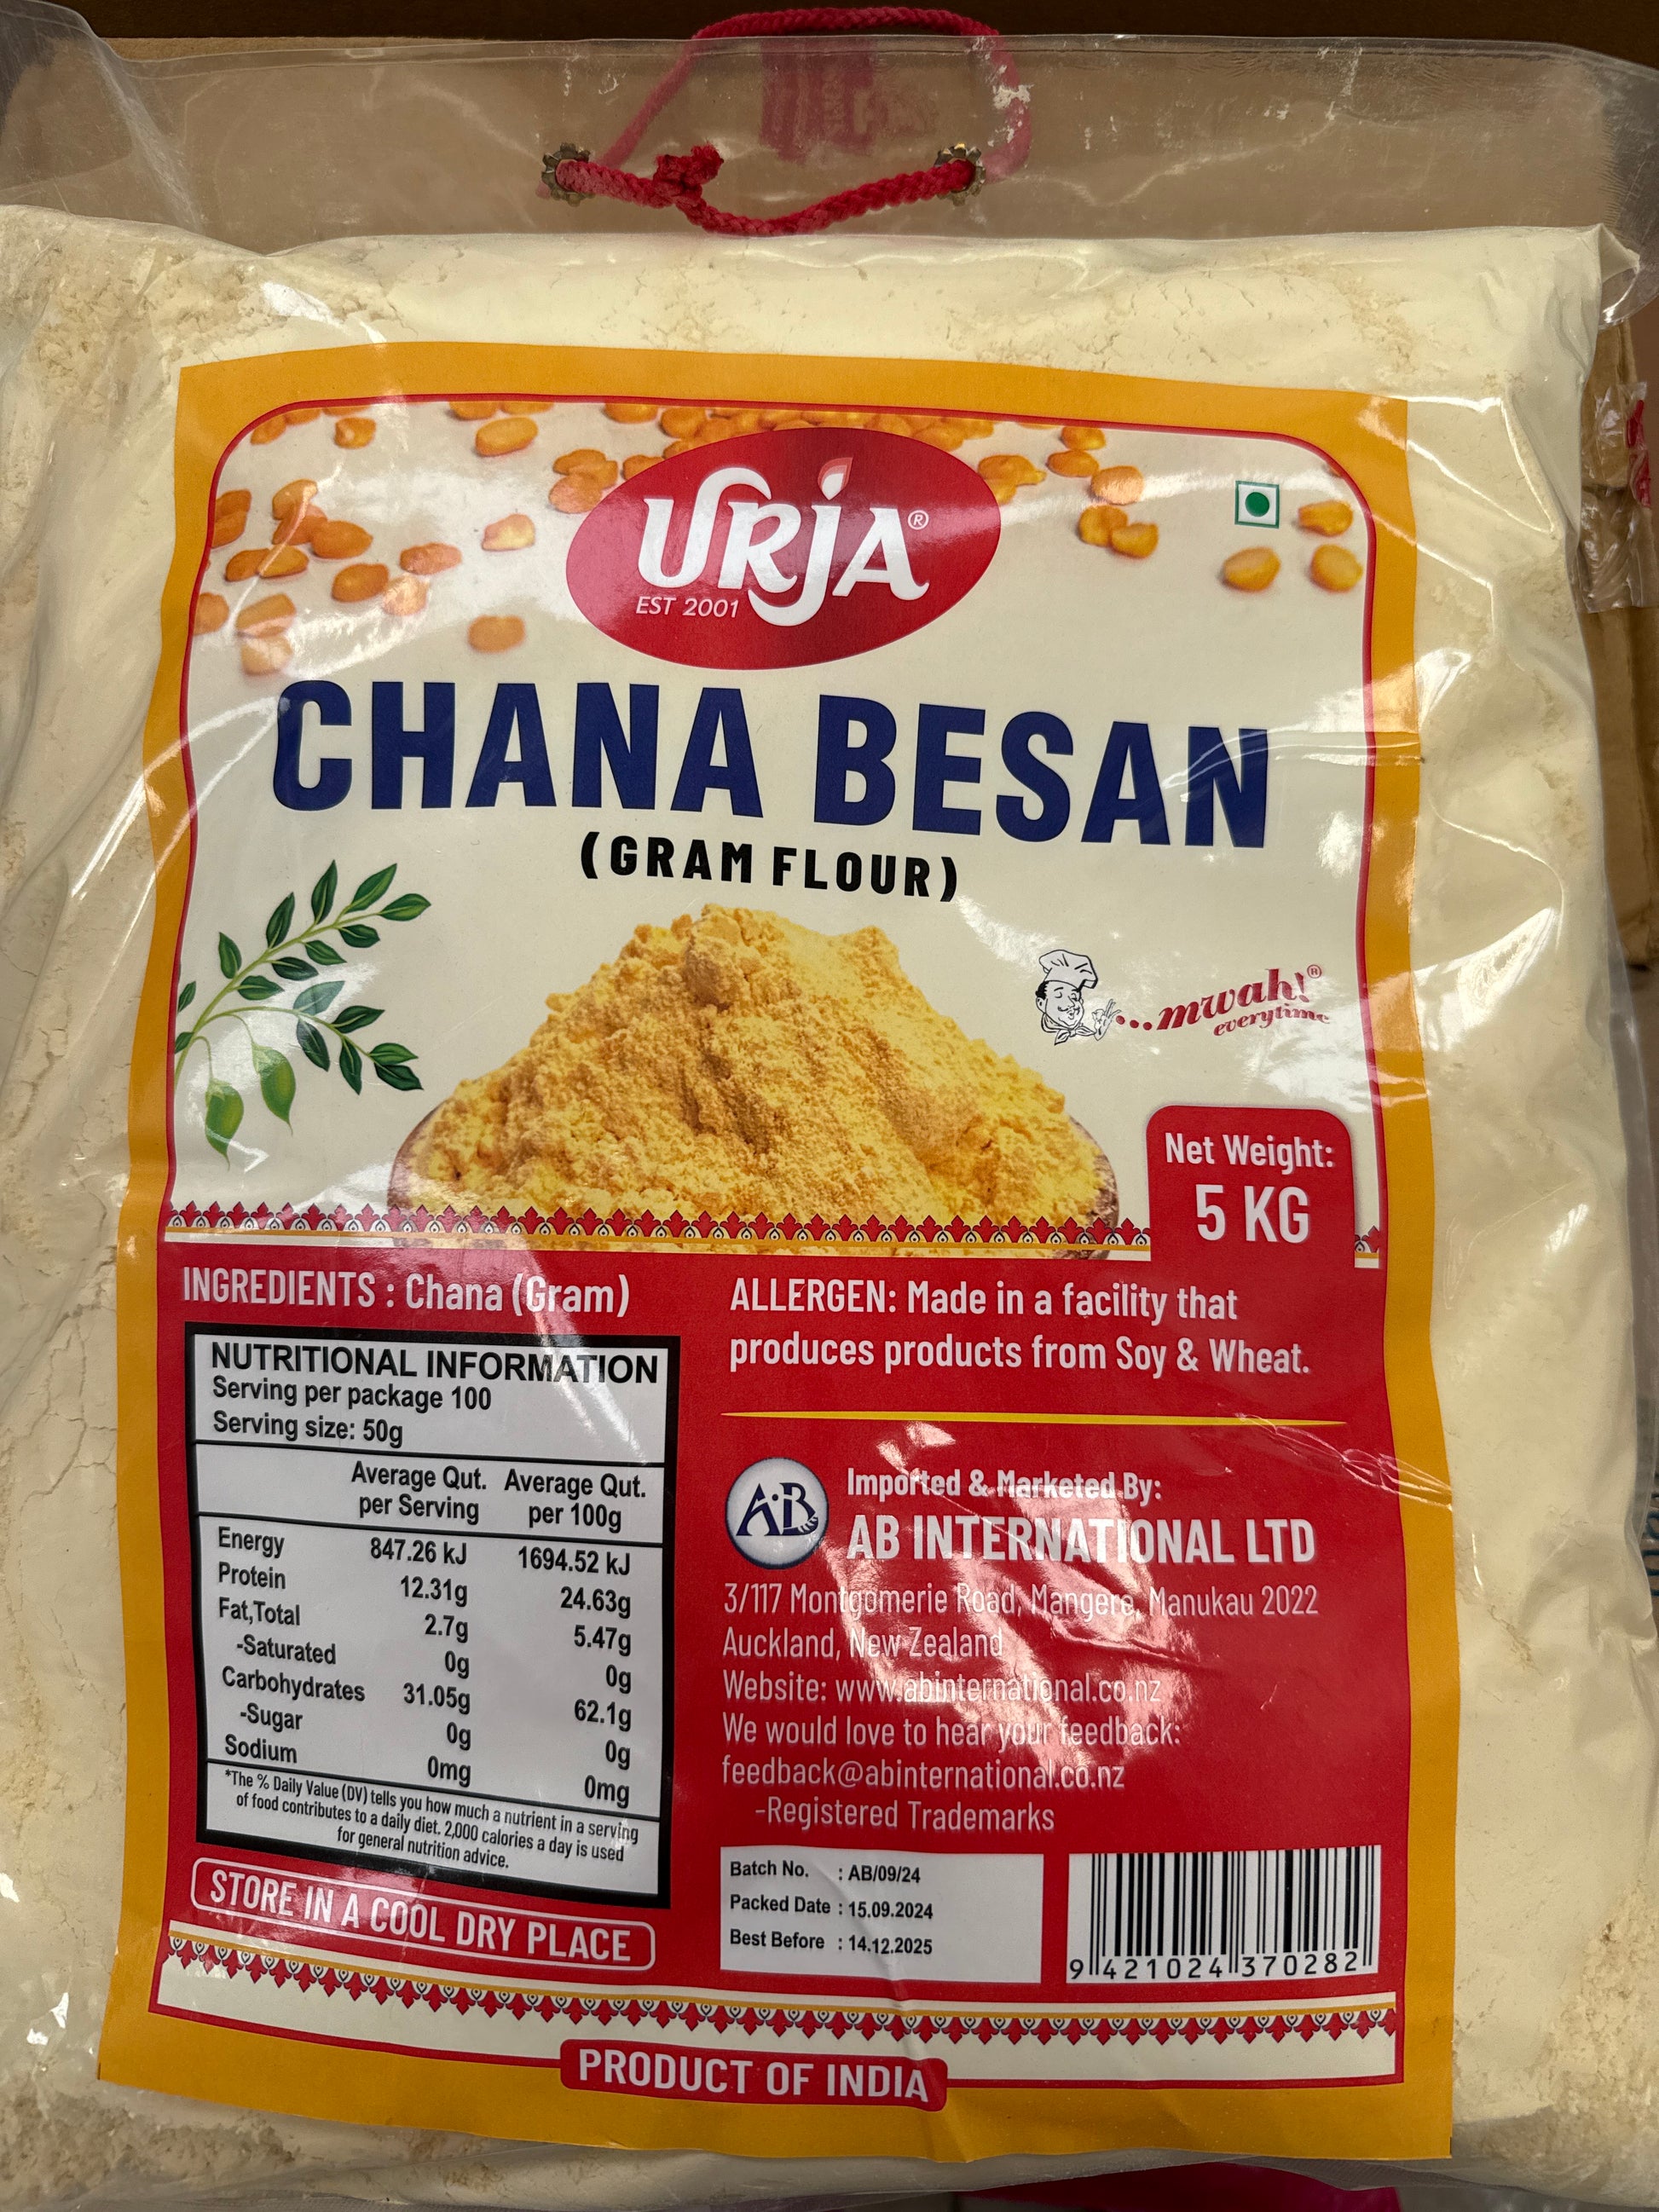 URJA®
EST 2001
CHANA BESAN
(GRAM FLOUR)
...mwah!®
everytime
Net Weight:
5 KG
INGREDIENTS : Chana (Gram)
NUTRITIONAL INFORMATION
Serving per package 100
Serving size: 50g
Average Qut. per Serving Average Qut. per 100g
Energy 847.26 kJ 1694.52 kJ
Protein 12.31g 24.63g
Fat,Total 2.7g 5.47g
-Saturated 0g 0g
Carbohydrates 31.05g 62.1g
-Sugar 0g 0g
Sodium 0mg 0mg
*The % Daily Value (DV) tells you how much a nutrient in a serving
of food contributes to a daily diet. 2,000 calories a day is used
for general nutrition advice.
STORE IN A COOL DRY PLACE
ALLERGEN: Made in a facility that
produces products from Soy & Wheat.
AB
Imported & Marketed By:
AB INTERNATIONAL LTD
3/117 Montgomerie Road, Mangere, Manukau 2022
Auckland, New Zealand
Website: www.abinternational.co.nz
We would love to hear your feedback:
feedback@abinternational.co.nz
-Registered Trademarks
Batch No. : AB/09/24
Packed Date : 15.09.2024
Best Before : 14.12.2025
9 421024 370282
PRODUCT OF INDIA